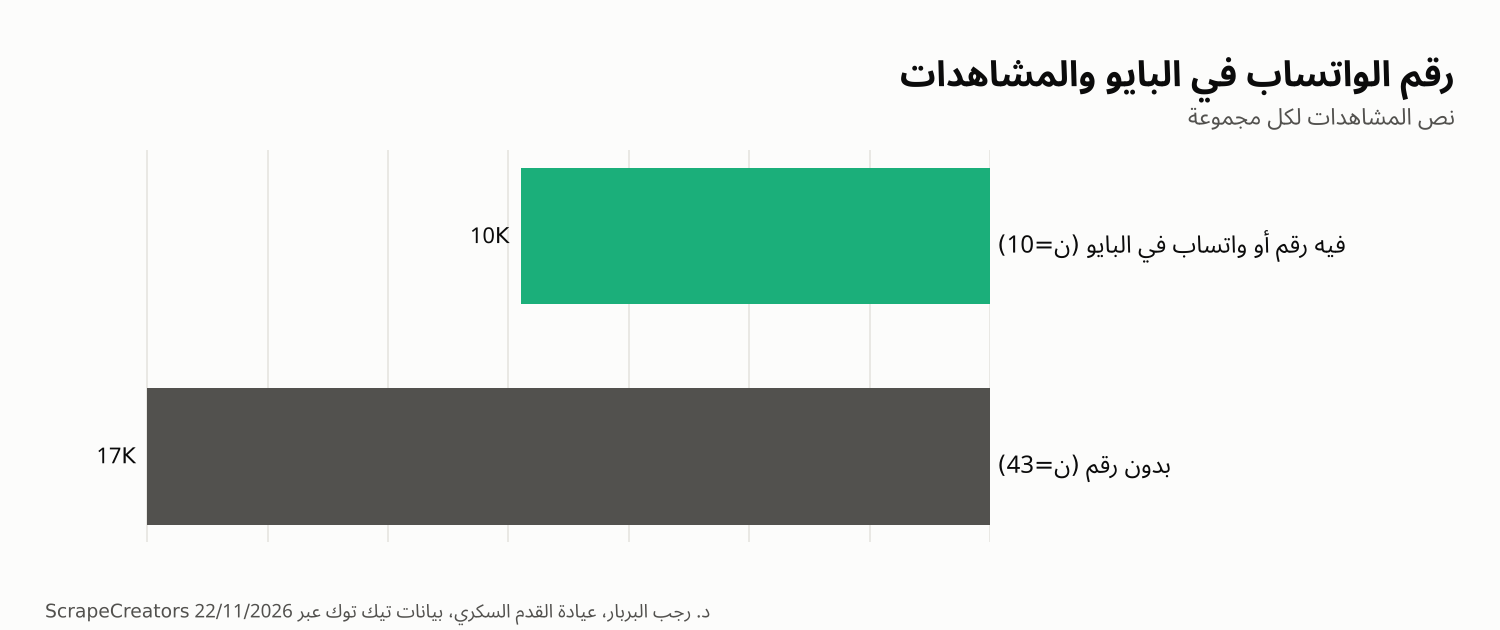 رقم الواتساب في البايو والمشاهدات
نص المشاهدات لكل مجموعة
فيه رقم أو واتساب في البايو (ن=10)
10K
بدون رقم (ن=43)
17K
د. رجب البربار، عيادة القدم السكري، بيانات تيك توك عبر ScrapeCreators 22/11/2026